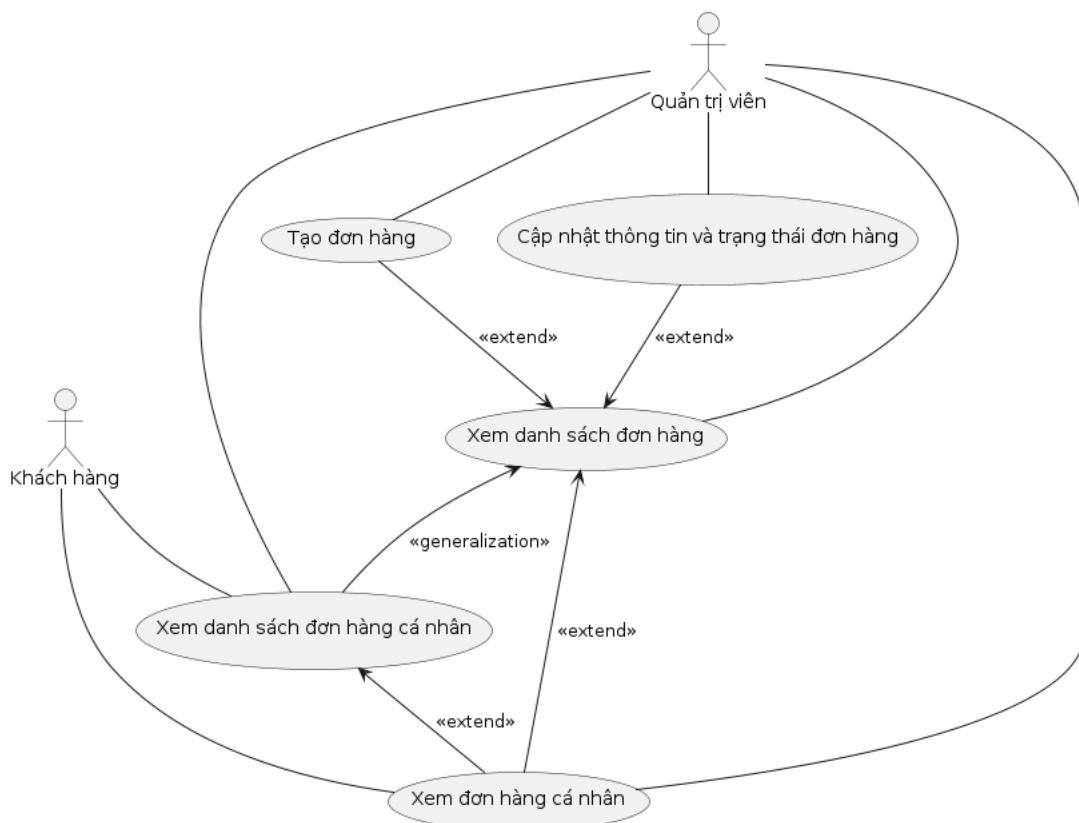 Quản trị viên
Tạo đơn hàng
Cập nhật thông tin và trạng thái đơn hàng
«extend»
«extend»
Xem danh sách đơn hàng
Khách hàng
«generalization»
Xem danh sách đơn hàng cá nhân
«extend»
«extend»
Xem đơn hàng cá nhân